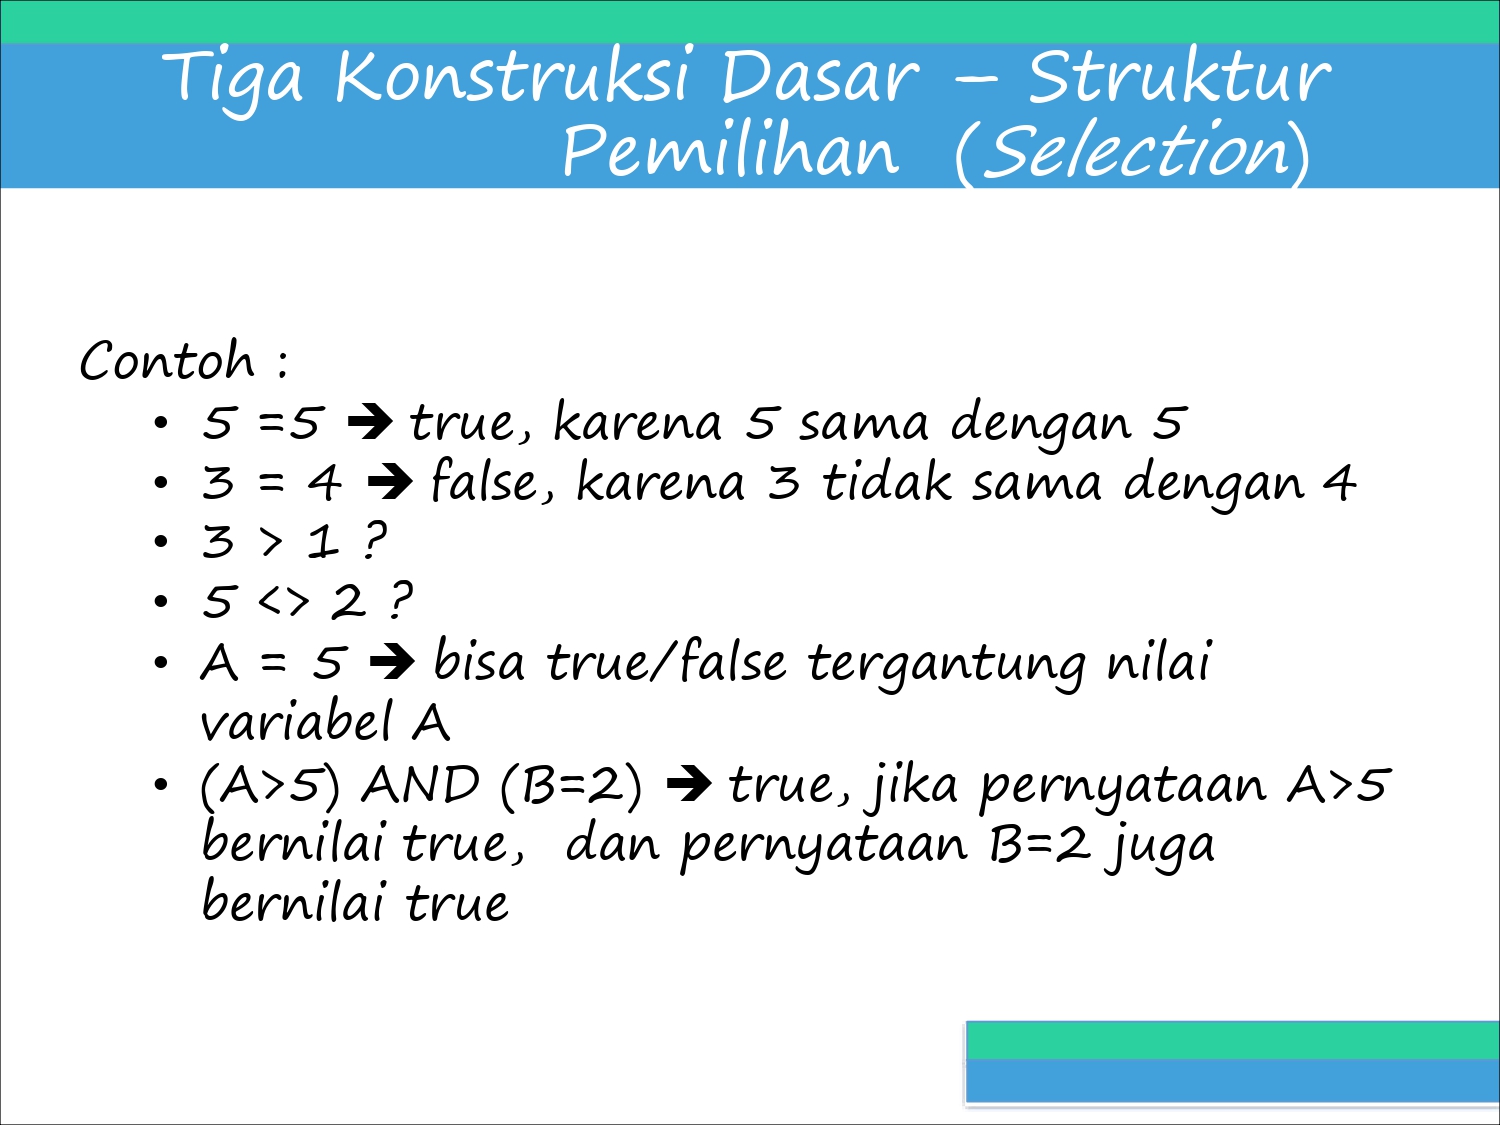 Tiga Konstruksi Dasar – Struktur
Pemilihan (Selection)
Contoh :
• 5 =5 🡺 true, karena 5 sama dengan 5
• 3 = 4 🡺 false, karena 3 tidak sama dengan 4
• 3 > 1 ?
• 5 <> 2 ?
• A = 5 🡺 bisa true/false tergantung nilai
variabel A
• (A>5) AND (B=2) 🡺 true, jika pernyataan A>5
bernilai true, dan pernyataan B=2 juga
bernilai true